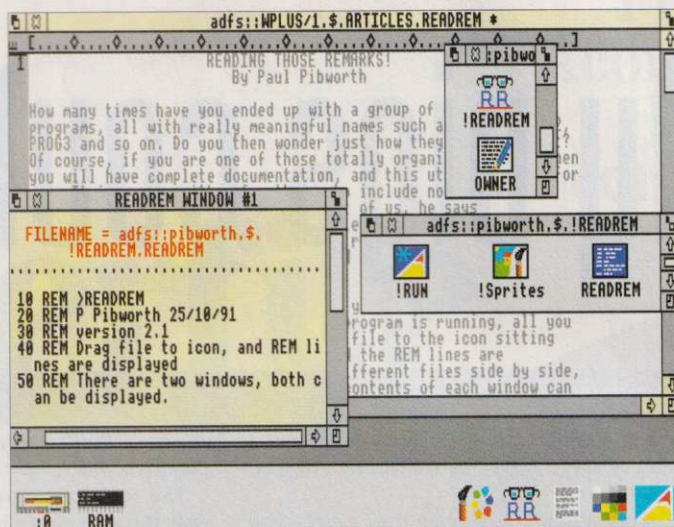 adfs::WPLUS/1.$.ARTICLES.READREM *
READING THOSE REMARKS!
By Paul Pibworth
How many times have you ended up with a group of
programs, all with really meaningful names such a
PROG3 and so on. Do you then wonder just how they
Of course, if you are one of those totally organi
you will have complete documentation, and this ut
include no
of us, he says
:pibwo
!READREM
OWNER
READREM WINDOW #1
FILENAME = adfs::pibworth.$.
!READREM.READREM
10 REM >READREM
20 REM P Pibworth 25/10/91
30 REM version 2.1
40 REM Drag file to icon, and REM li
nes are displayed
50 REM There are two windows, both c
an be displayed.
adfs::pibworth.$.!READREM
!RUN
!Sprites
READREM
rogram is running, all you
file to the icon sitting
the REM lines are
fferent files side by side,
ontents of each window can
:0
RAM
RR